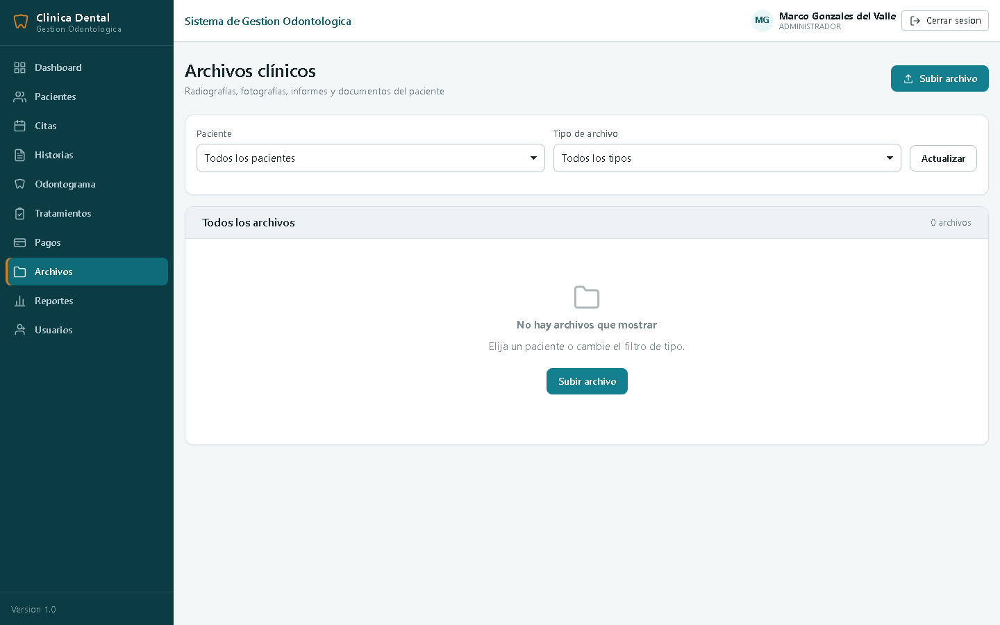 Clinica Dental
Gestion Odontologica
Dashboard
Pacientes
Citas
Historias
Odontograma
Tratamientos
Pagos
Archivos
Reportes
Usuarios
Version 1.0
Sistema de Gestion Odontologica
MG
Marco Gonzales del Valle
ADMINISTRADOR
Cerrar sesion
Archivos clínicos
Radiografías, fotografías, informes y documentos del paciente
Subir archivo
Paciente
Todos los pacientes
Tipo de archivo
Todos los tipos
Actualizar
Todos los archivos
0 archivos
No hay archivos que mostrar
Elija un paciente o cambie el filtro de tipo.
Subir archivo